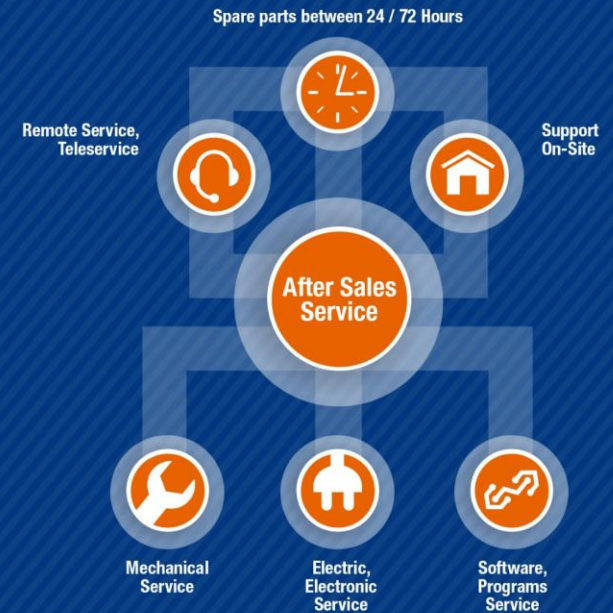 Spare parts between 24 / 72 Hours
Remote Service,
Teleservice
Support
On-Site
After Sales
Service
Mechanical
Service
Electric,
Electronic
Service
Software,
Programs
Service